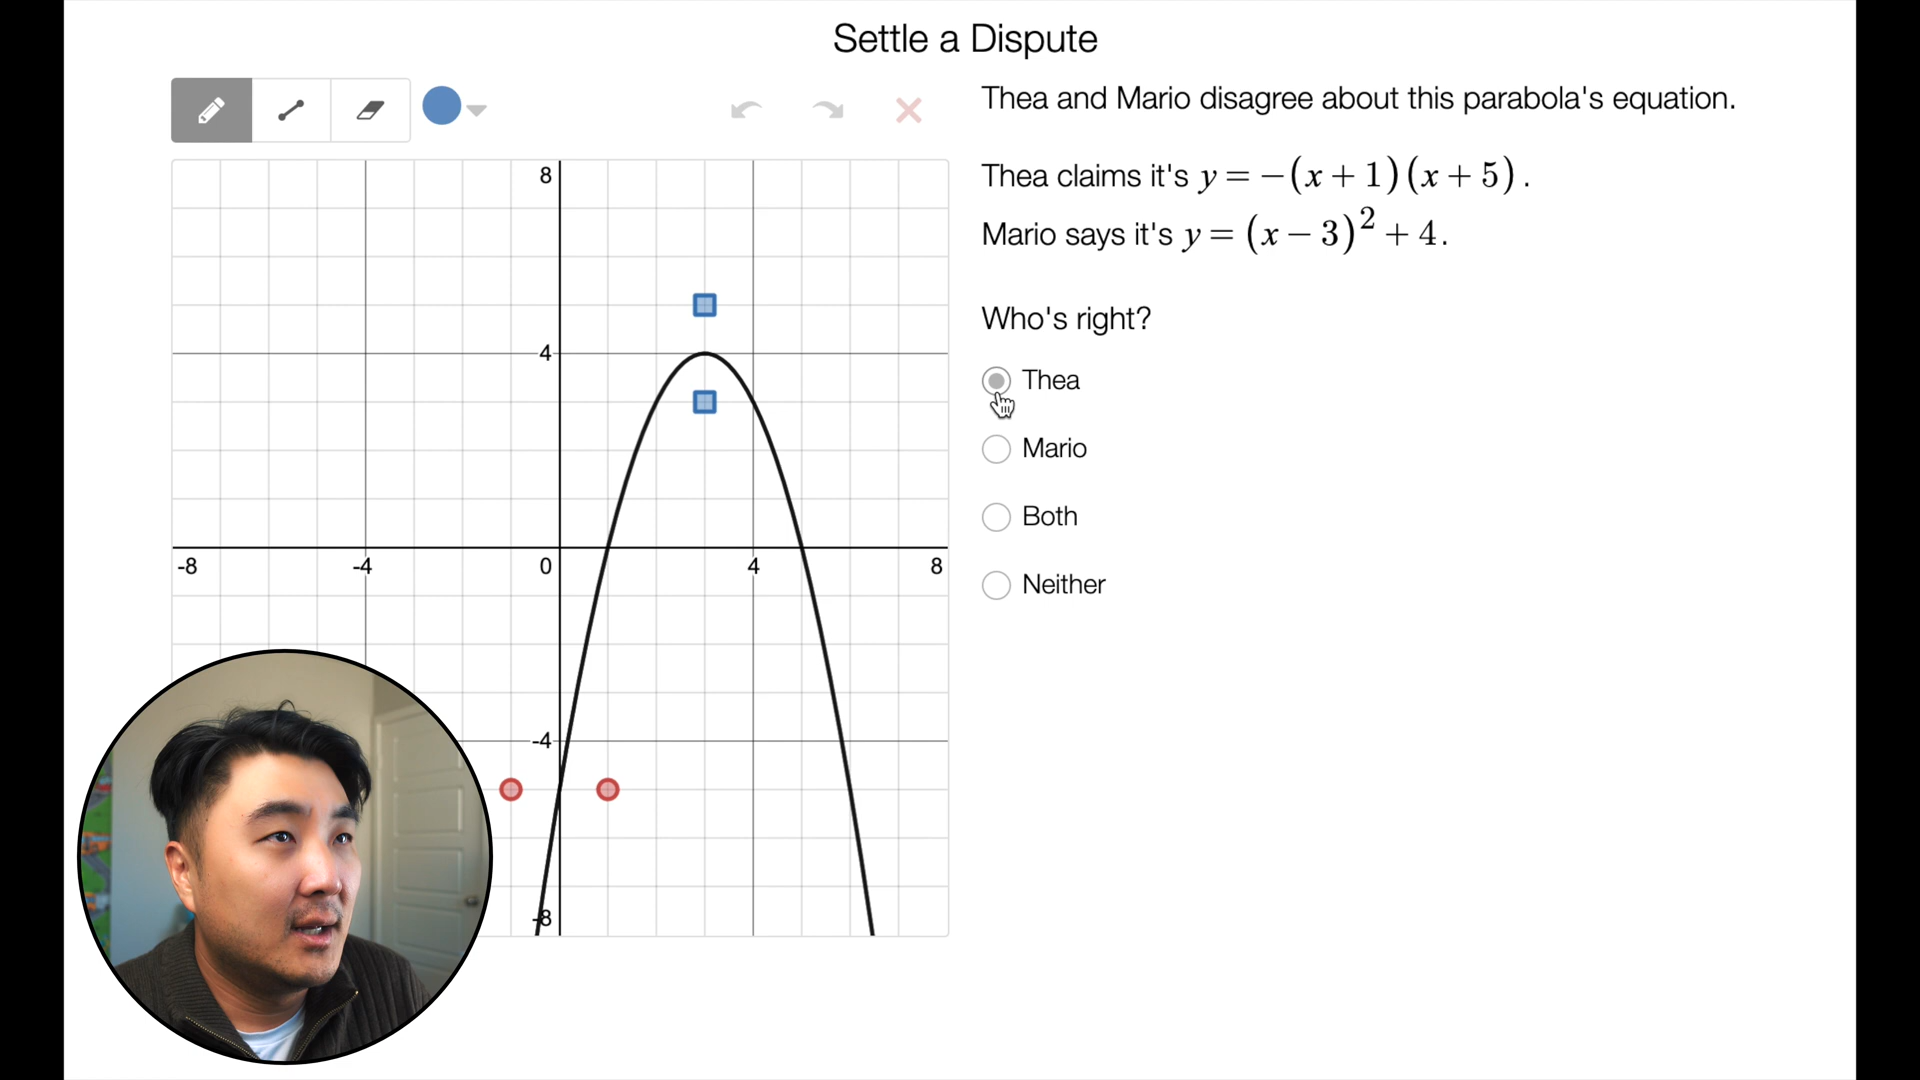 Settle a Dispute
Thea and Mario disagree about this parabola's equation.
Thea claims it's y = −(x + 1)(x + 5).
Mario says it's y = (x − 3)² + 4.
Who's right?
Thea
Mario
Both
Neither
8
4
-8
-4
0
4
8
-4
-8